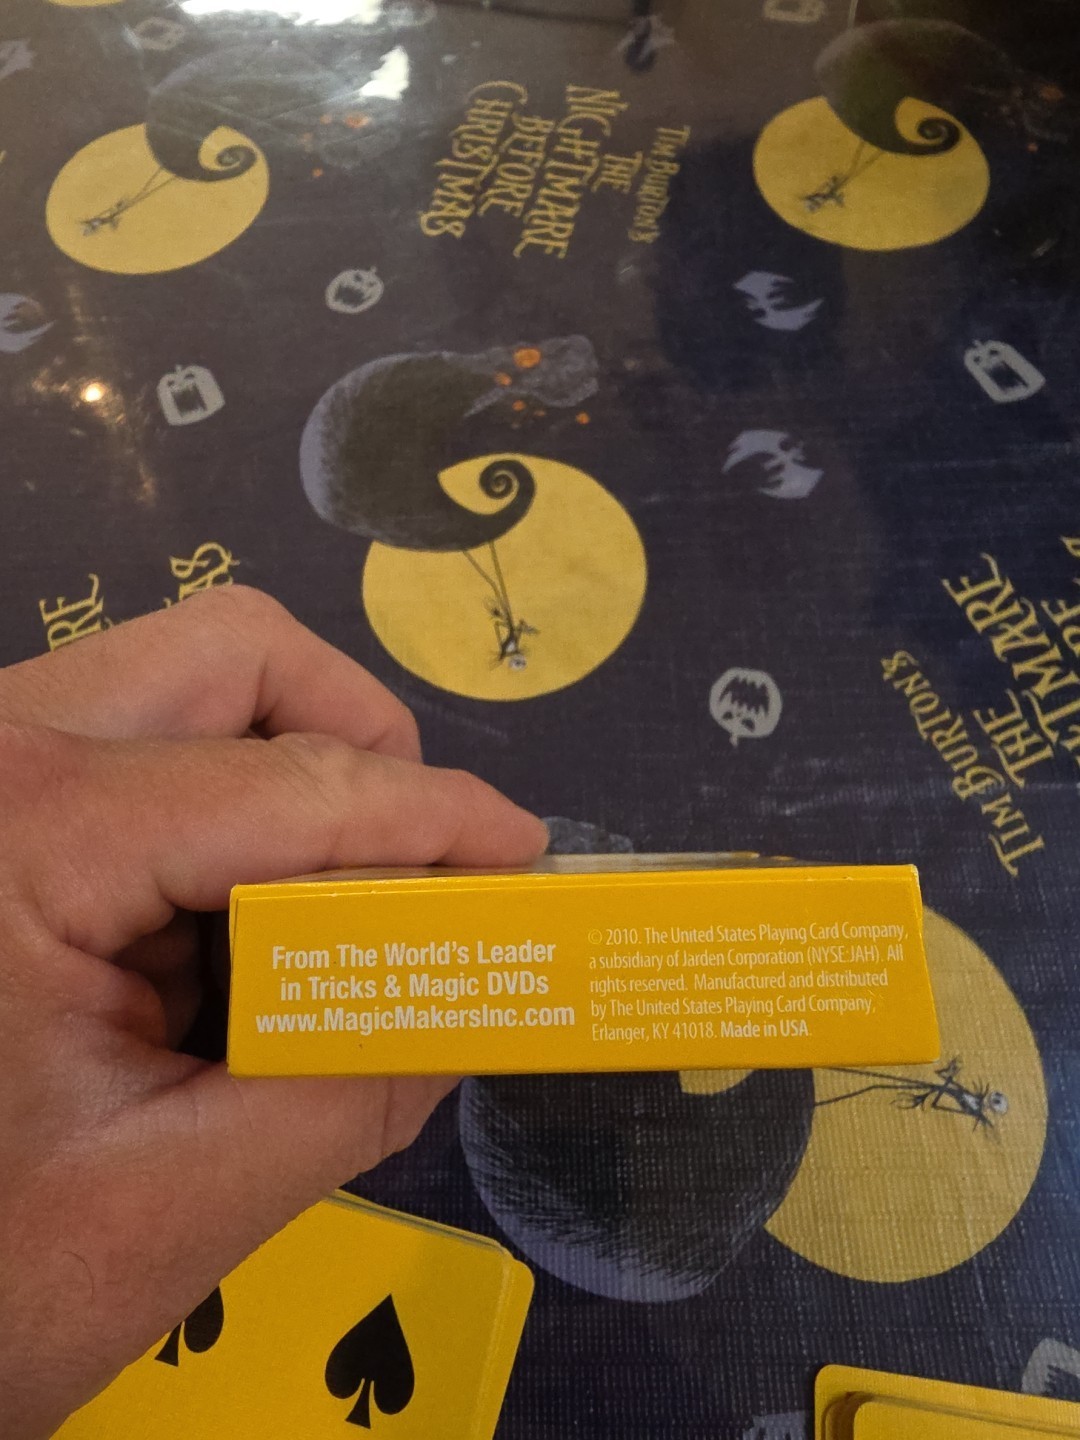 TIM BURTON'S
THE
NIGHTMARE
BEFORE
CHRISTMAS
TIM BURTON'S
THE
From The World's Leader
in Tricks & Magic DVDs
www.MagicMakersInc.com
© 2010. The United States Playing Card Company,
a subsidiary of Jarden Corporation (NYSE:JAH). All
rights reserved. Manufactured and distributed
by The United States Playing Card Company,
Erlanger, KY 41018. Made in USA.